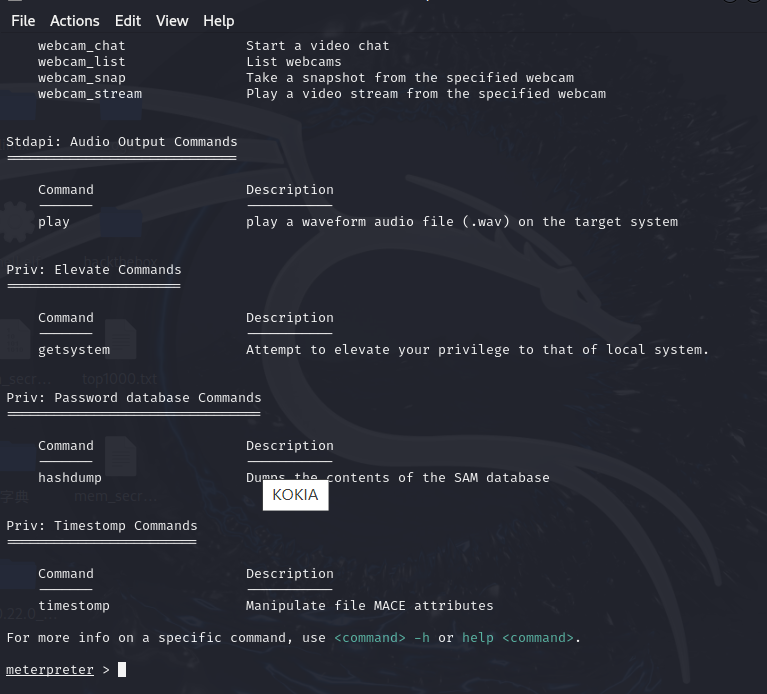 File Actions Edit View Help
webcam_chat Start a video chat
webcam_list List webcams
webcam_snap Take a snapshot from the specified webcam
webcam_stream Play a video stream from the specified webcam
Stdapi: Audio Output Commands
Command Description
play play a waveform audio file (.wav) on the target system
Priv: Elevate Commands
Command Description
getsystem Attempt to elevate your privilege to that of local system.
top1000.txt
Priv: Password database Commands
Command Description
hashdump Dumps the contents of the SAM database
KOKIA
字典 mem_secr...
Priv: Timestomp Commands
Command Description
timestomp Manipulate file MACE attributes
For more info on a specific command, use <command> -h or help <command>.
meterpreter >